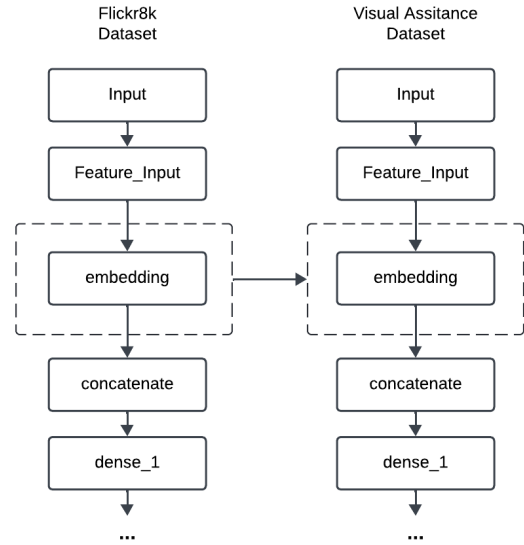 Flickr8k
Dataset
Input
Feature_Input
embedding
concatenate
dense_1
...
Visual Assitance
Dataset
Input
Feature_Input
embedding
concatenate
dense_1
...